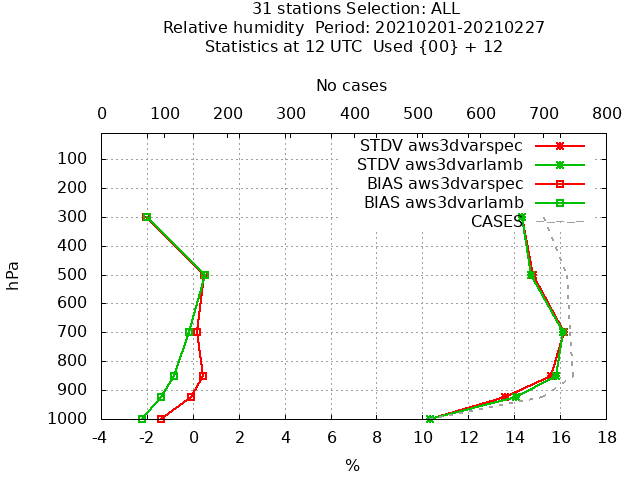 31 stations Selection: ALL
Relative humidity  Period: 20210201-20210227
Statistics at 12 UTC  Used {00} + 12
No cases
0 100 200 300 400 500 600 700 800
STDV aws3dvarspec
STDV aws3dvarlamb
BIAS aws3dvarspec
BIAS aws3dvarlamb
CASES
hPa
100
200
300
400
500
600
700
800
900
1000
-4 -2 0 2 4 6 8 10 12 14 16 18
%